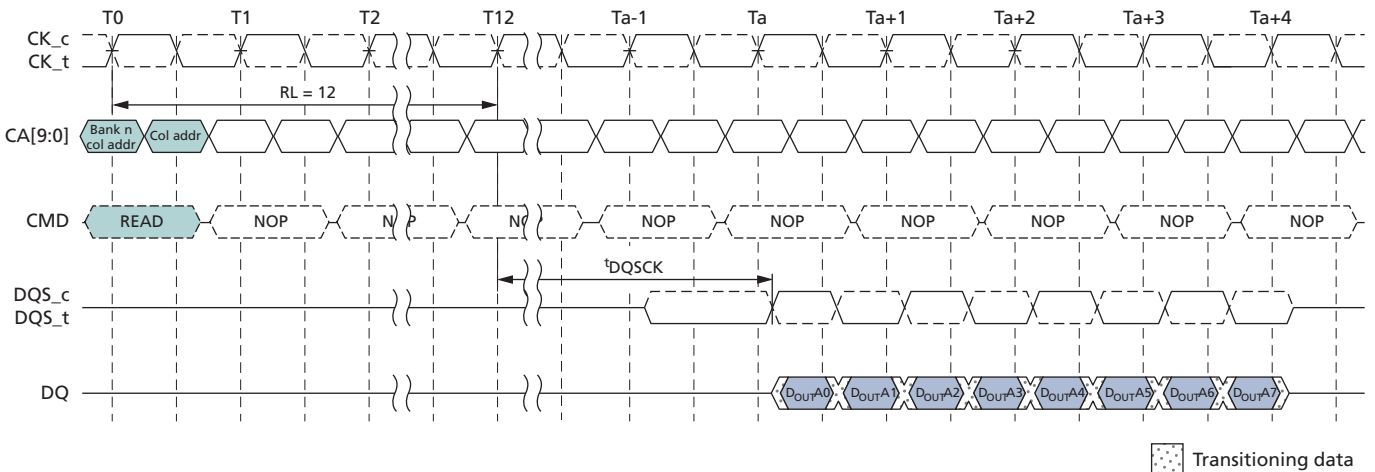 T0 T1 T2 T12 Ta-1 Ta Ta+1 Ta+2 Ta+3 Ta+4
CK_c
CK_t
RL = 12
CA[9:0] Bank n col addr Col addr
CMD READ NOP NOP NOP NOP NOP NOP NOP NOP NOP
tDQSCK
DQS_c
DQS_t
DQ DOUTA0 DOUTA1 DOUTA2 DOUTA3 DOUTA4 DOUTA5 DOUTA6 DOUTA7
Transitioning data